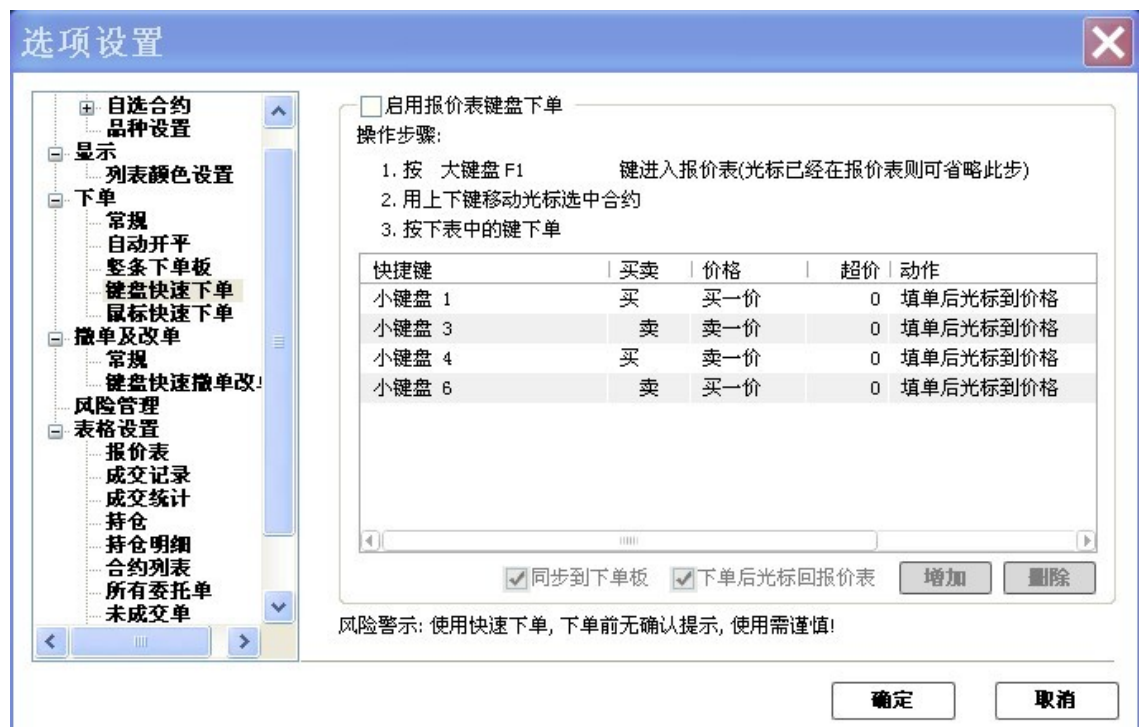 选项设置
自选合约
品种设置
显示
列表颜色设置
下单
常规
自动开平
竖条下单板
键盘快速下单
鼠标快速下单
撤单及改单
常规
键盘快速撤单改单
风险管理
表格设置
报价表
成交记录
成交统计
持仓
持仓明细
合约列表
所有委托单
未成交单
启用报价表键盘下单
操作步骤:
1. 按 大键盘 F1 键进入报价表(光标已经在报价表则可省略此步)
2. 用上下键移动光标选中合约
3. 按下表中的键下单
快捷键 买卖 价格 超价 动作
小键盘 1 买 买一价 0 填单后光标到价格
小键盘 3 卖 卖一价 0 填单后光标到价格
小键盘 4 买 卖一价 0 填单后光标到价格
小键盘 6 卖 买一价 0 填单后光标到价格
同步到下单板 下单后光标回报价表 增加 删除
风险警示: 使用快速下单, 下单前无确认提示, 使用需谨慎!
确定 取消